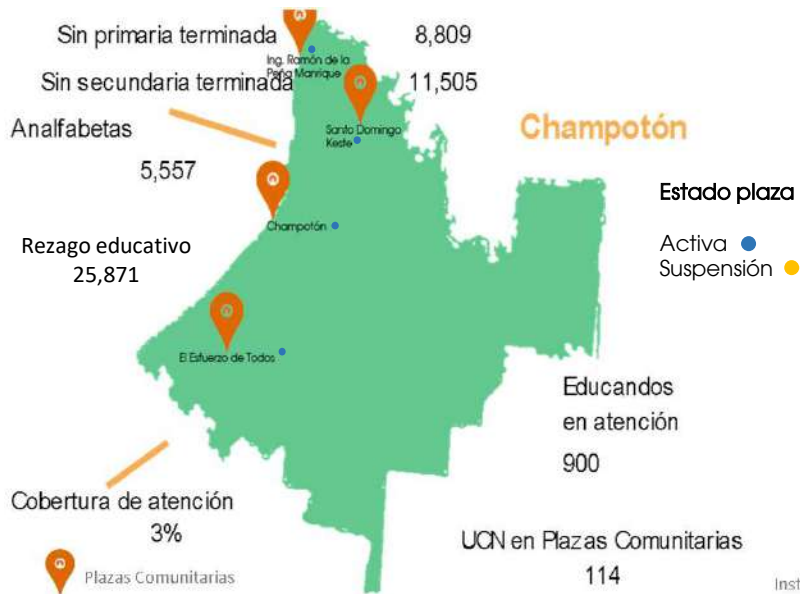 Sin primaria terminada 8,809
Ing. Ramón de la
Peña Manrique
Sin secundaria terminada 11,505
Analfabetas
5,557
Santo Domingo
Keste
Champotón
Estado plaza
Activa
Suspensión
Champotón
Rezago educativo
25,871
El Esfuerzo de Todos
Educandos
en atención
900
Cobertura de atención
3%
UCN en Plazas Comunitarias
114
Plazas Comunitarias
Inst